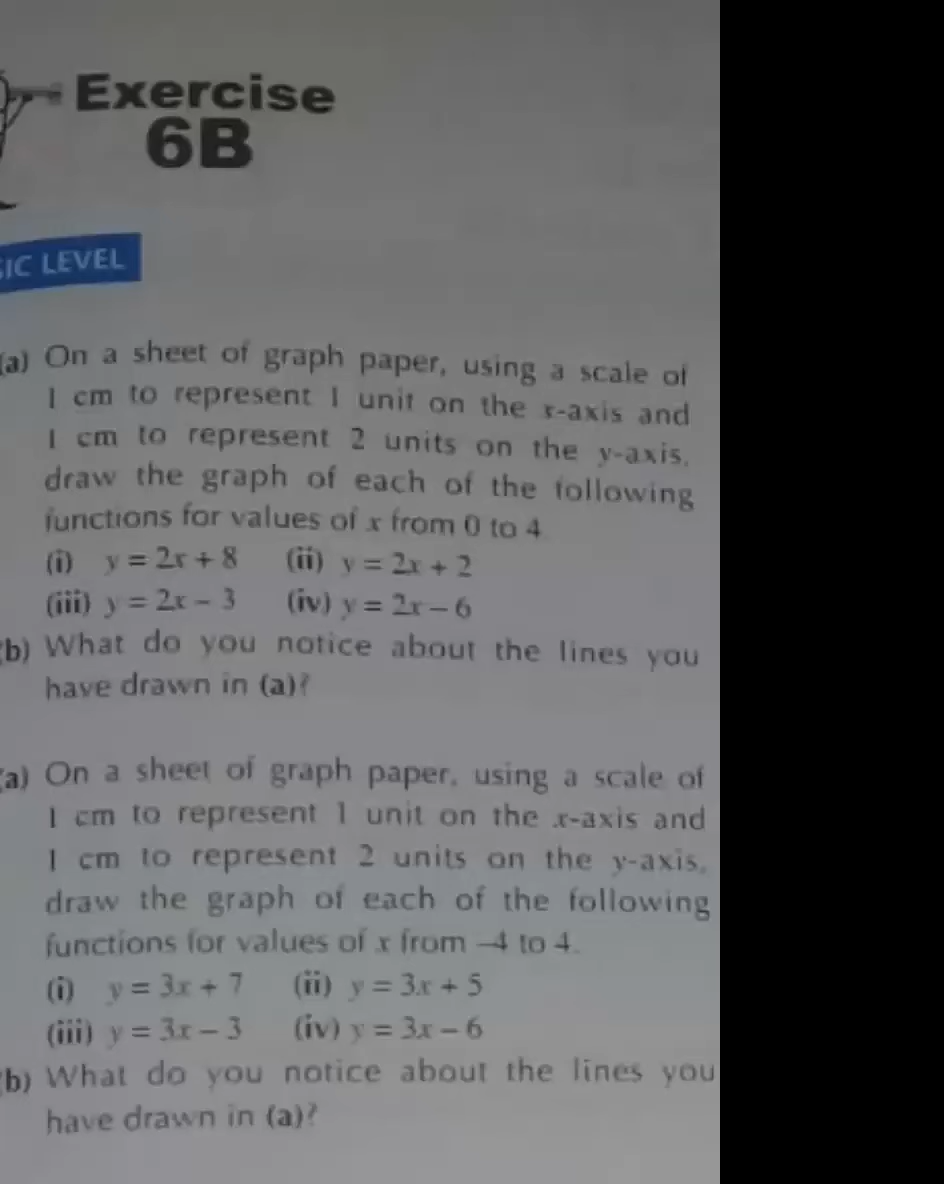 Exercise
6B
SIC LEVEL
(a) On a sheet of graph paper, using a scale of
1 cm to represent 1 unit on the x-axis and
1 cm to represent 2 units on the y-axis,
draw the graph of each of the following
functions for values of x from 0 to 4.
(i) y = 2x + 8 (ii) y = 2x + 2
(iii) y = 2x – 3 (iv) y = 2x – 6
(b) What do you notice about the lines you
have drawn in (a)?
(a) On a sheet of graph paper, using a scale of
1 cm to represent 1 unit on the x-axis and
1 cm to represent 2 units on the y-axis,
draw the graph of each of the following
functions for values of x from –4 to 4.
(i) y = 3x + 7 (ii) y = 3x + 5
(iii) y = 3x – 3 (iv) y = 3x – 6
(b) What do you notice about the lines you
have drawn in (a)?